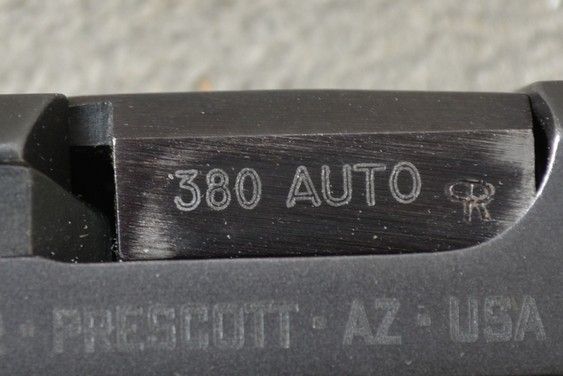 380 AUTO
PRESCOTT · AZ · USA